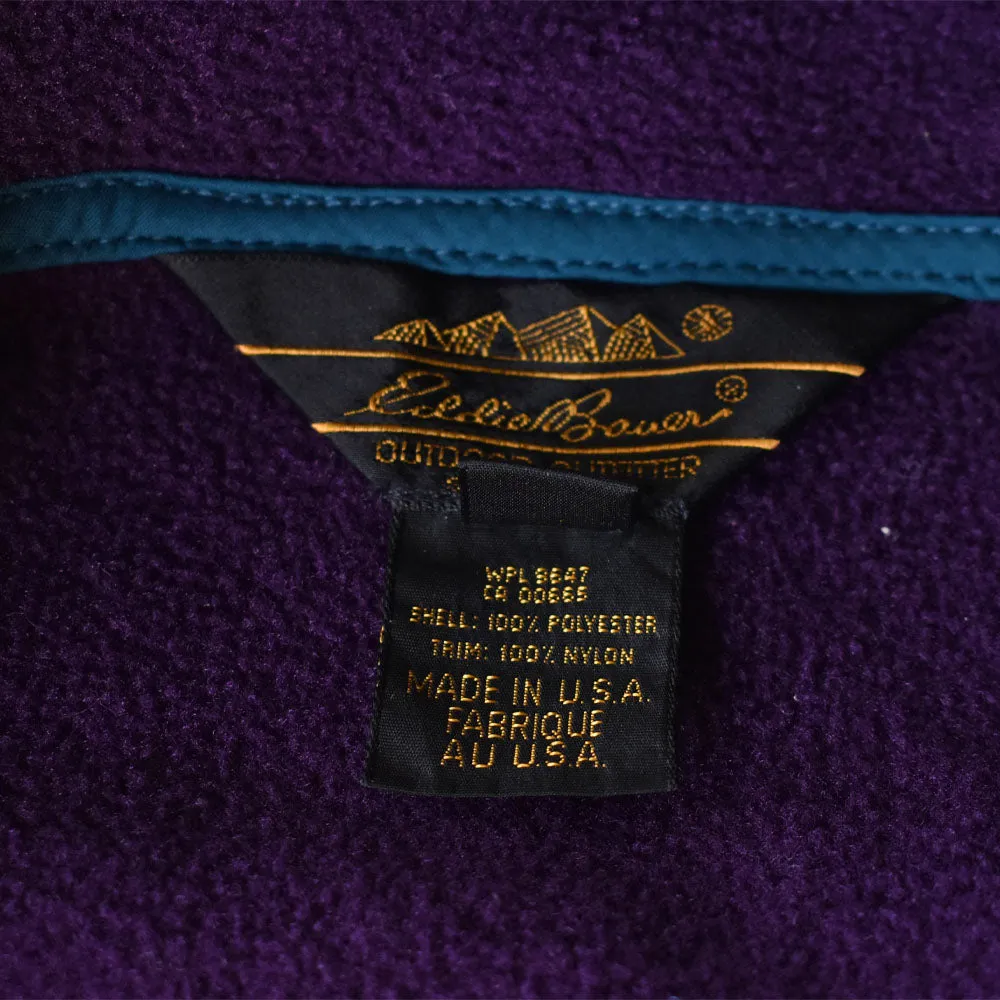 Eddie Bauer®
OUTDOOR OUTFITTER
WPL 8647
CA 00665
SHELL: 100% POLYESTER
TRIM: 100% NYLON
MADE IN U.S.A.
FABRIQUE
AU U.S.A.